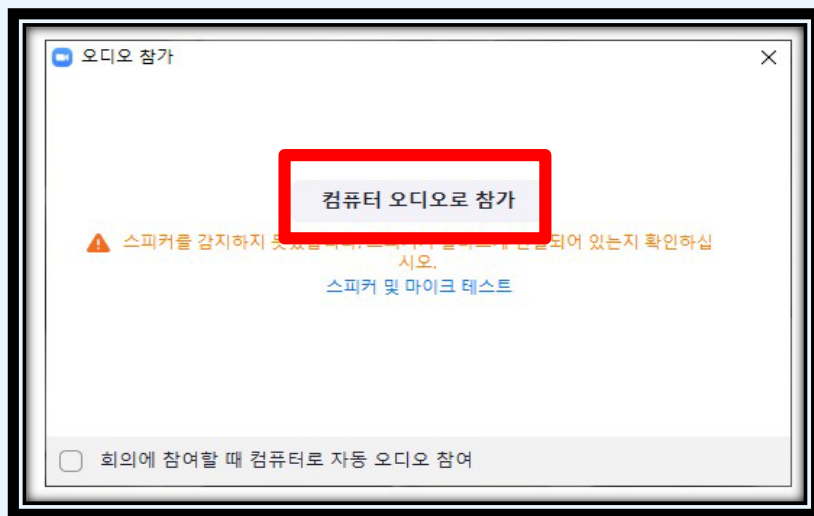 오디오 참가
컴퓨터 오디오로 참가
스피커를 감지하지 못 되어 있는지 확인하십
시오.
스피커 및 마이크 테스트
회의에 참여할 때 컴퓨터로 자동 오디오 참여